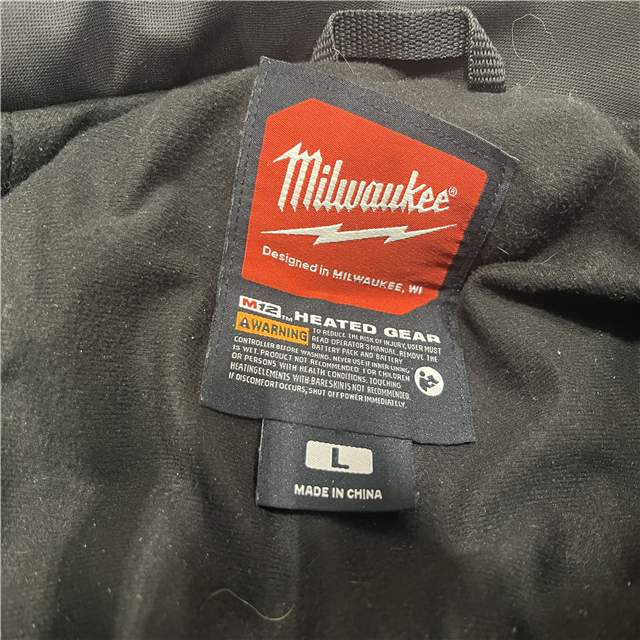 Milwaukee®
Designed in MILWAUKEE, WI
M12™ HEATED GEAR
WARNING TO REDUCE THE RISK OF INJURY, USER MUST
READ OPERATOR'S MANUAL. REMOVE THE
BATTERY PACK AND BATTERY
CONTROLLER BEFORE WASHING. NEVER USE IF INNER LINING
IS WET. PRODUCT NOT RECOMMENDED FOR CHILDREN
OR PERSONS WITH HEALTH CONDITIONS. TOUCHING
HEATING ELEMENTS WITH BARE SKIN IS NOT RECOMMENDED.
IF DISCOMFORT OCCURS, SHUT OFF POWER IMMEDIATELY.
L
MADE IN CHINA